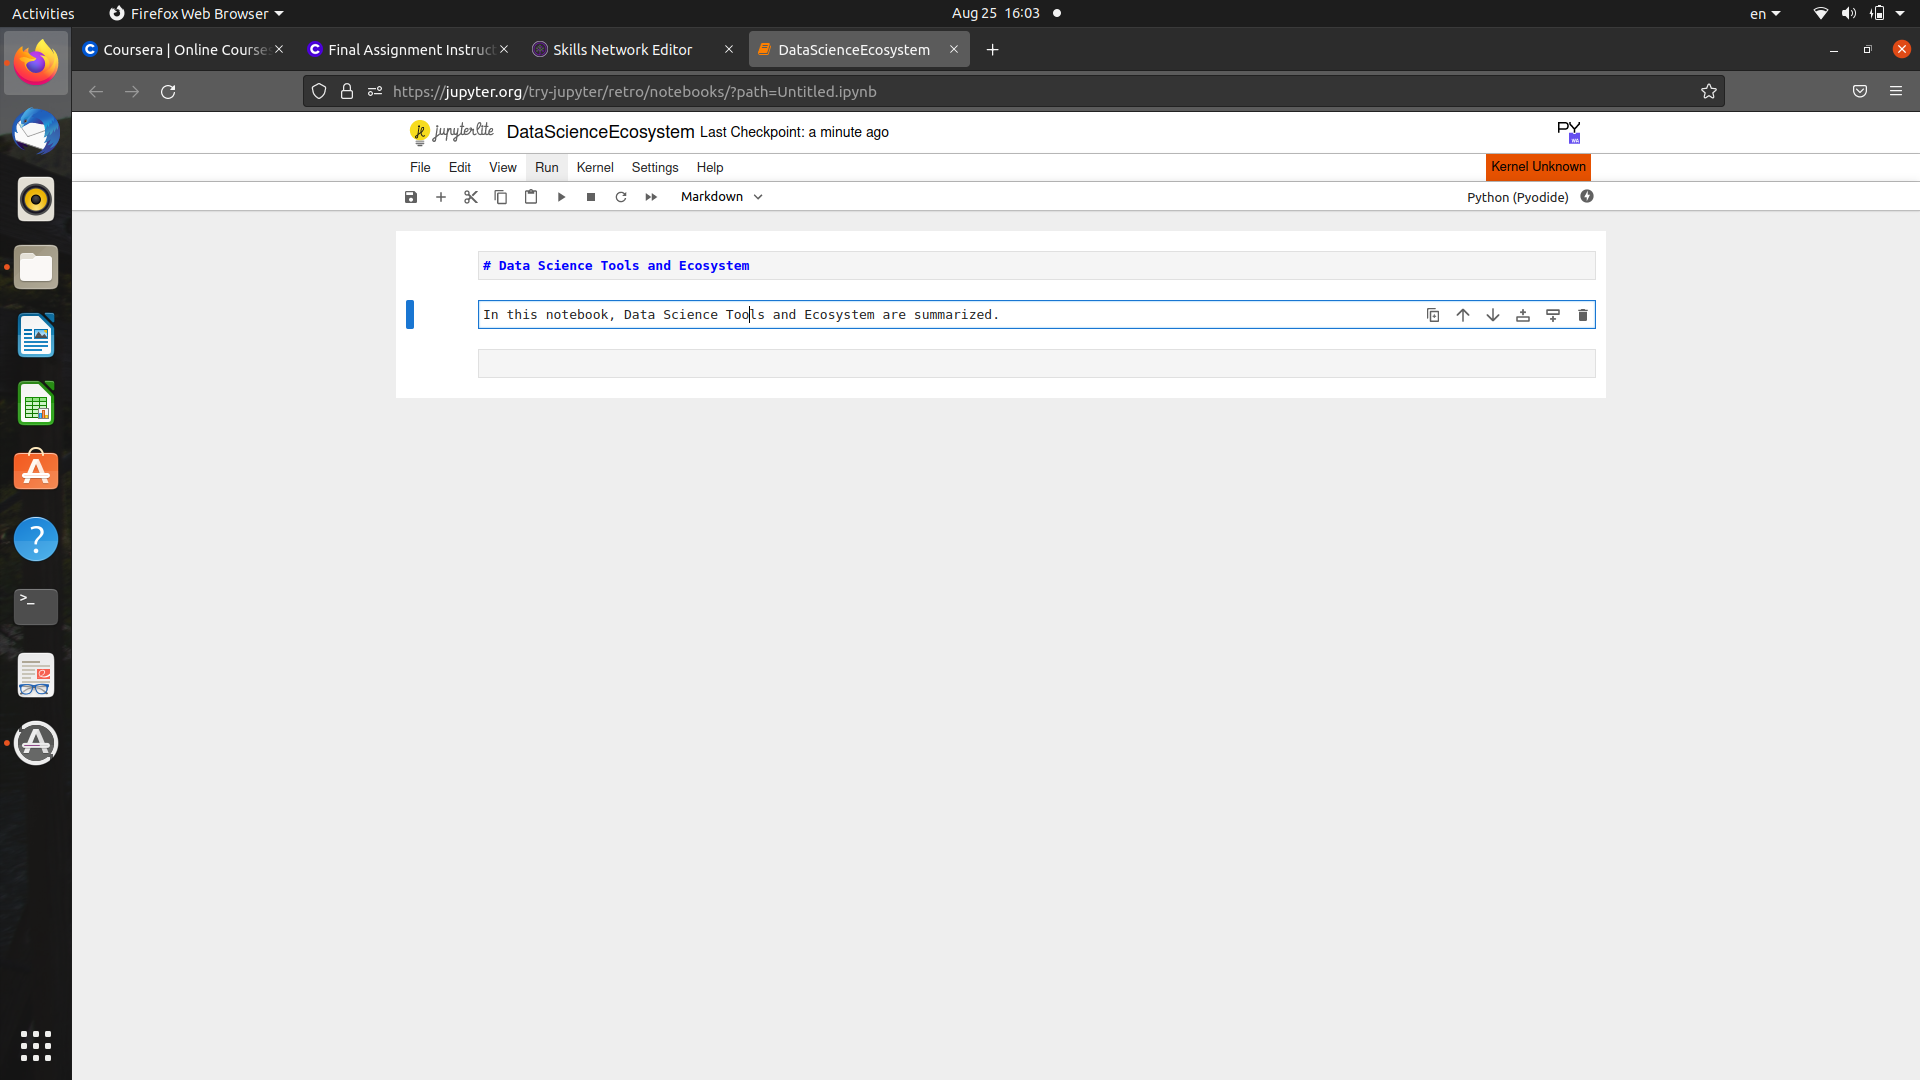 Activities
Firefox Web Browser
Aug 25 16:03
en
Coursera | Online Course
Final Assignment Instruct
Skills Network Editor
DataScienceEcosystem
https://jupyter.org/try-jupyter/retro/notebooks/?path=Untitled.ipynb
jupyterlite
DataScienceEcosystem
Last Checkpoint: a minute ago
PY
File
Edit
View
Run
Kernel
Settings
Help
Kernel Unknown
Markdown
Python (Pyodide)
# Data Science Tools and Ecosystem
In this notebook, Data Science Tools and Ecosystem are summarized.